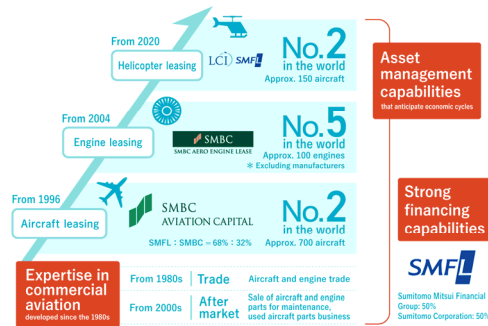 From 2020
Helicopter leasing
LCI SMFL
No.2
in the world
Approx. 150 aircraft
From 2004
Engine leasing
SMBC
SMBC AERO ENGINE LEASE
No.5
in the world
Approx. 100 engines
* Excluding manufacturers
From 1996
Aircraft leasing
SMBC
AVIATION CAPITAL
SMFL : SMBC = 68% : 32%
No.2
in the world
Approx. 700 aircraft
Asset
management
capabilities
that anticipate economic cycles
Strong
financing
capabilities
SMFL
Sumitomo Mitsui Financial
Group: 50%
Sumitomo Corporation: 50%
Expertise in
commercial
aviation
developed since the 1980s
From 1980s Trade Aircraft and engine trade
From 2000s After market
Sale of aircraft and engine
parts for maintenance,
used aircraft parts business